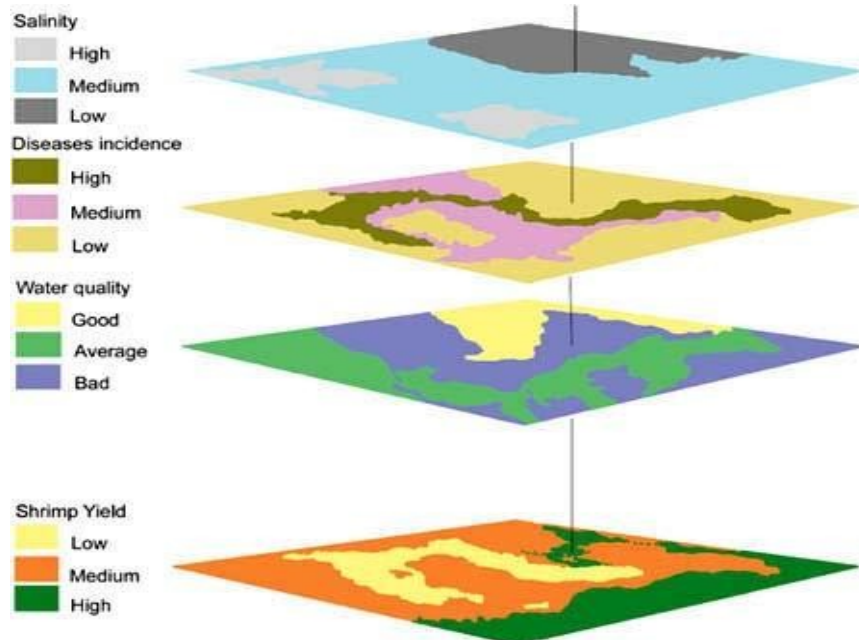 Salinity
High
Medium
Low
Diseases incidence
High
Medium
Low
Water quality
Good
Average
Bad
Shrimp Yield
Low
Medium
High